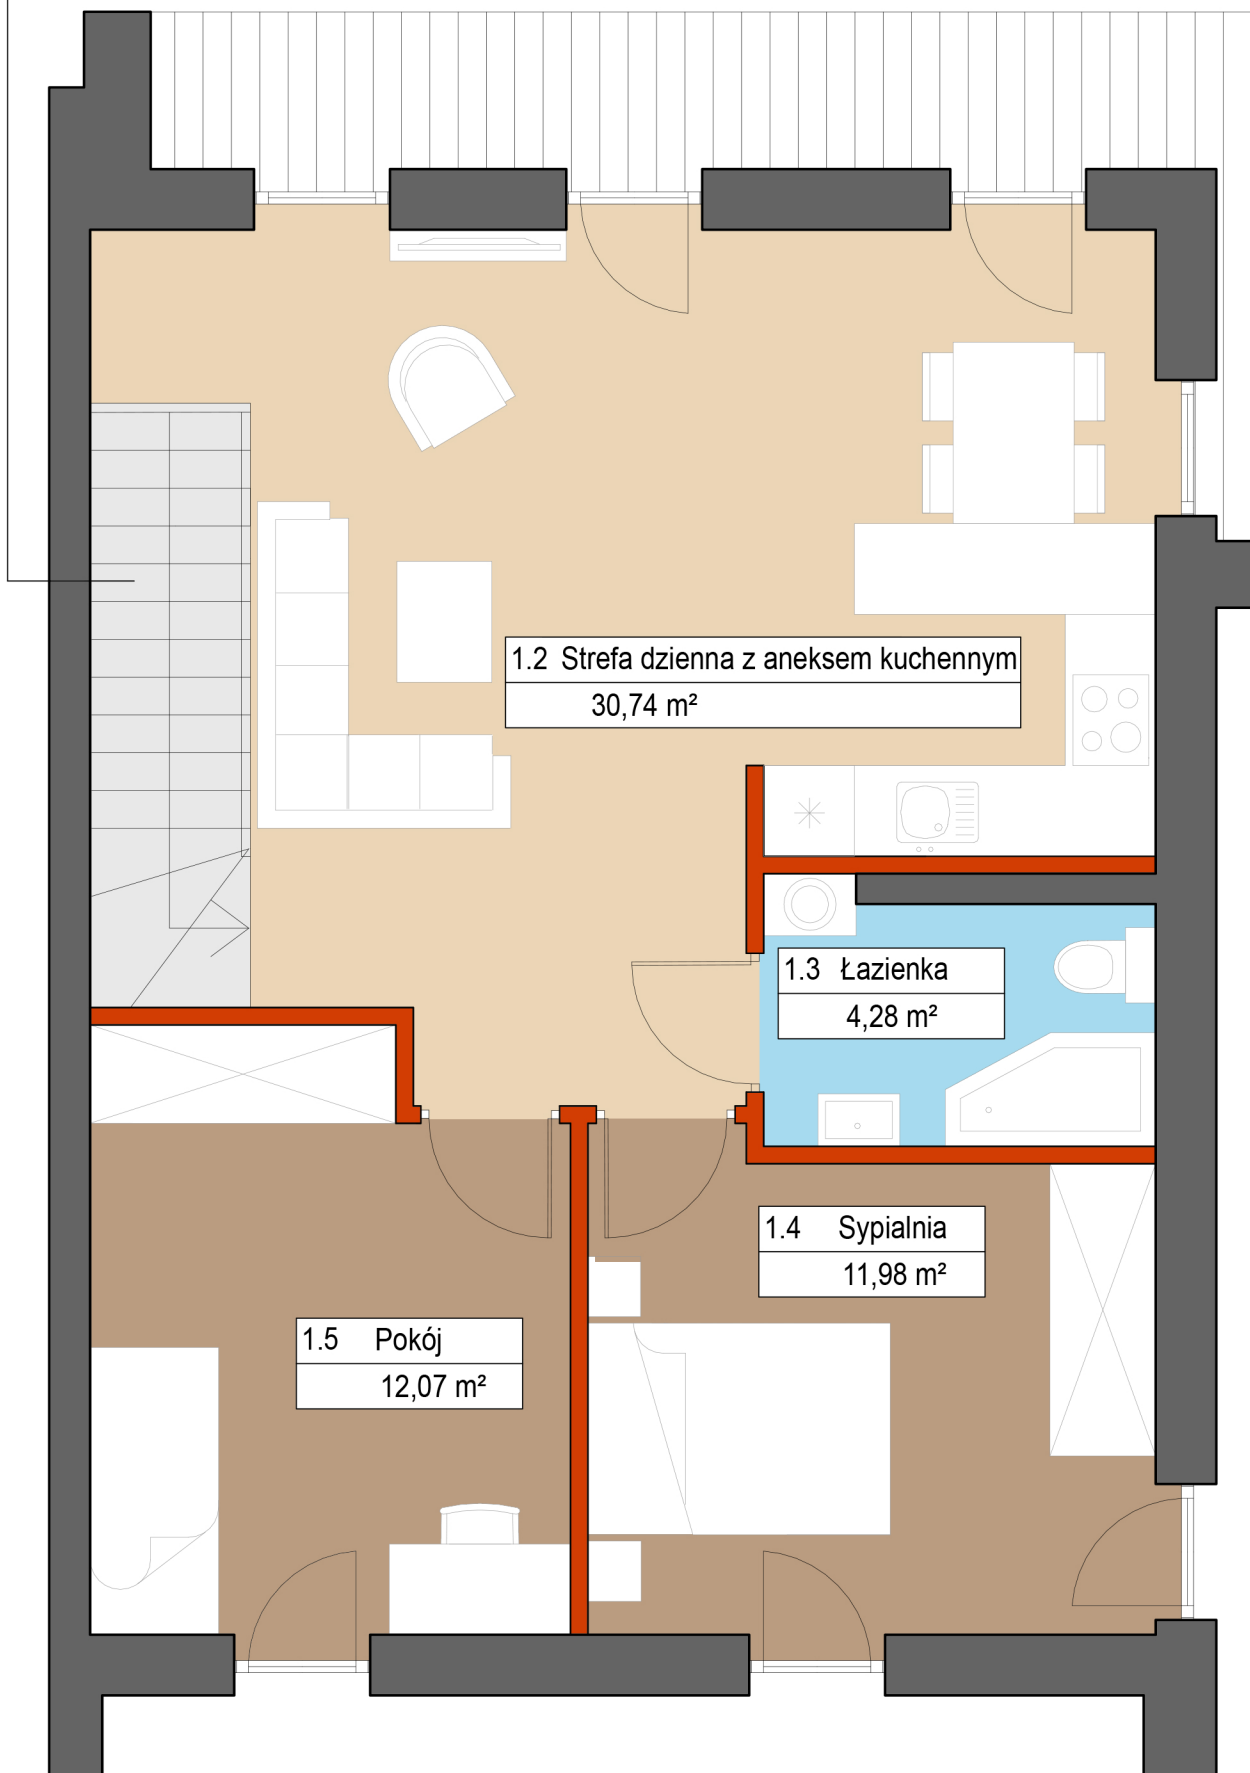 1.2 Strefa dzienna z aneksem kuchennym
30,74 m²
1.3 Łazienka
4,28 m²
1.4 Sypialnia
11,98 m²
1.5 Pokój
12,07 m²